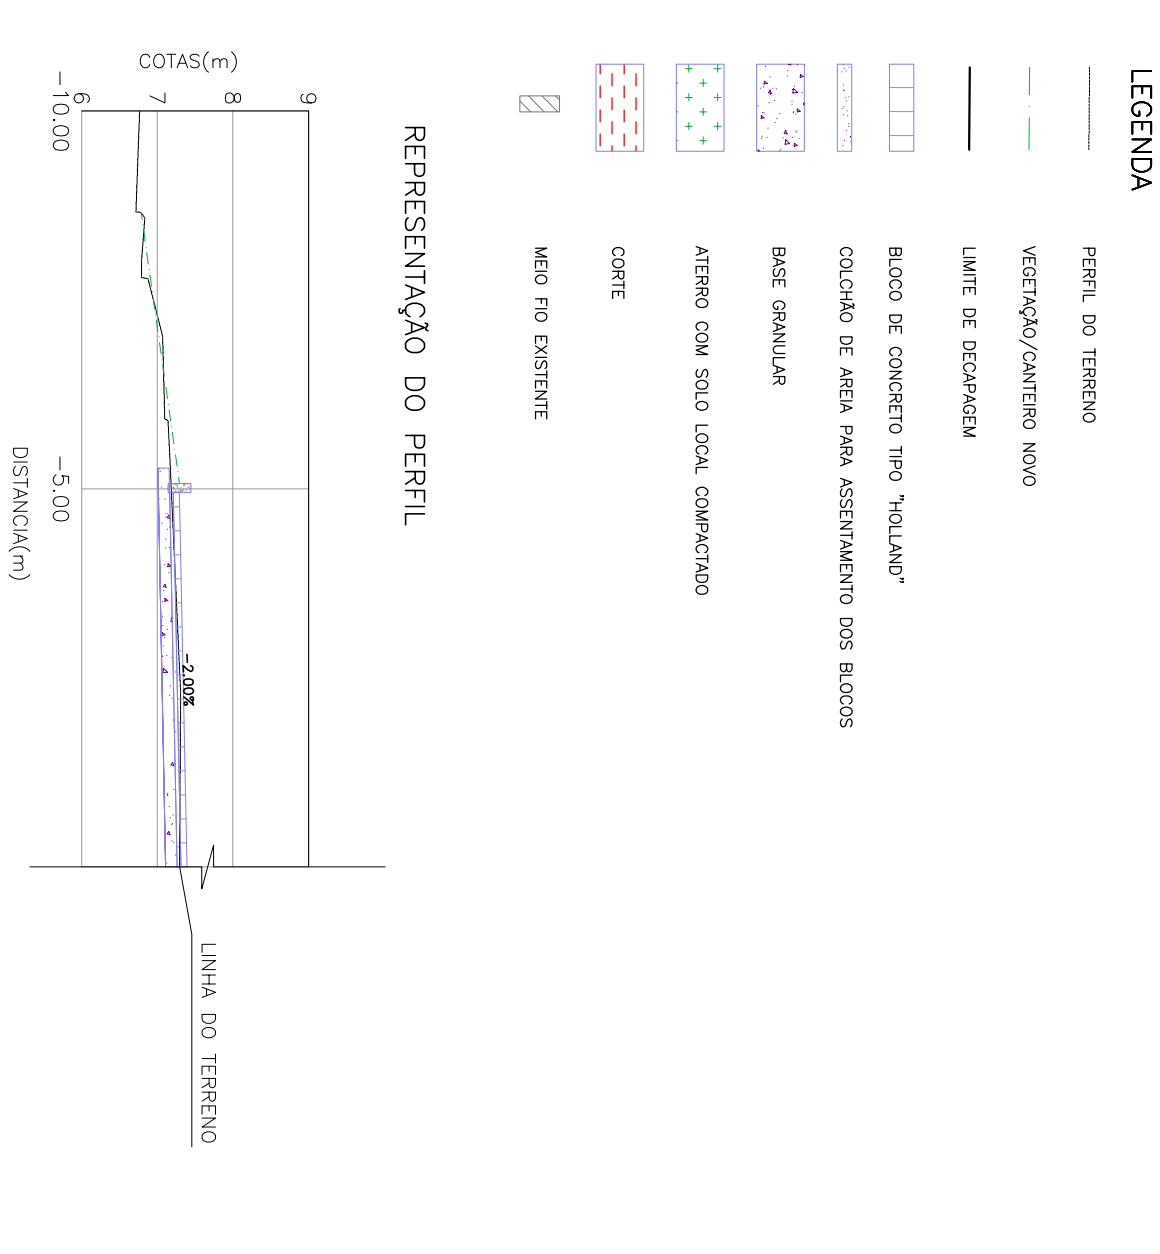 LEGENDA
PERFIL DO TERRENO
VEGETAÇÃO/CANTEIRO NOVO
LIMITE DE DECAPAGEM
BLOCO DE CONCRETO TIPO "HOLLAND"
COLCHÃO DE AREIA PARA ASSENTAMENTO DOS BLOCOS
BASE GRANULAR
ATERRO COM SOLO LOCAL COMPACTADO
CORTE
MEIO FIO EXISTENTE
REPRESENTAÇÃO DO PERFIL
COTAS(m)
9
8
7
6
-2.00%
LINHA DO TERRENO
-10.00
-5.00
DISTANCIA(m)